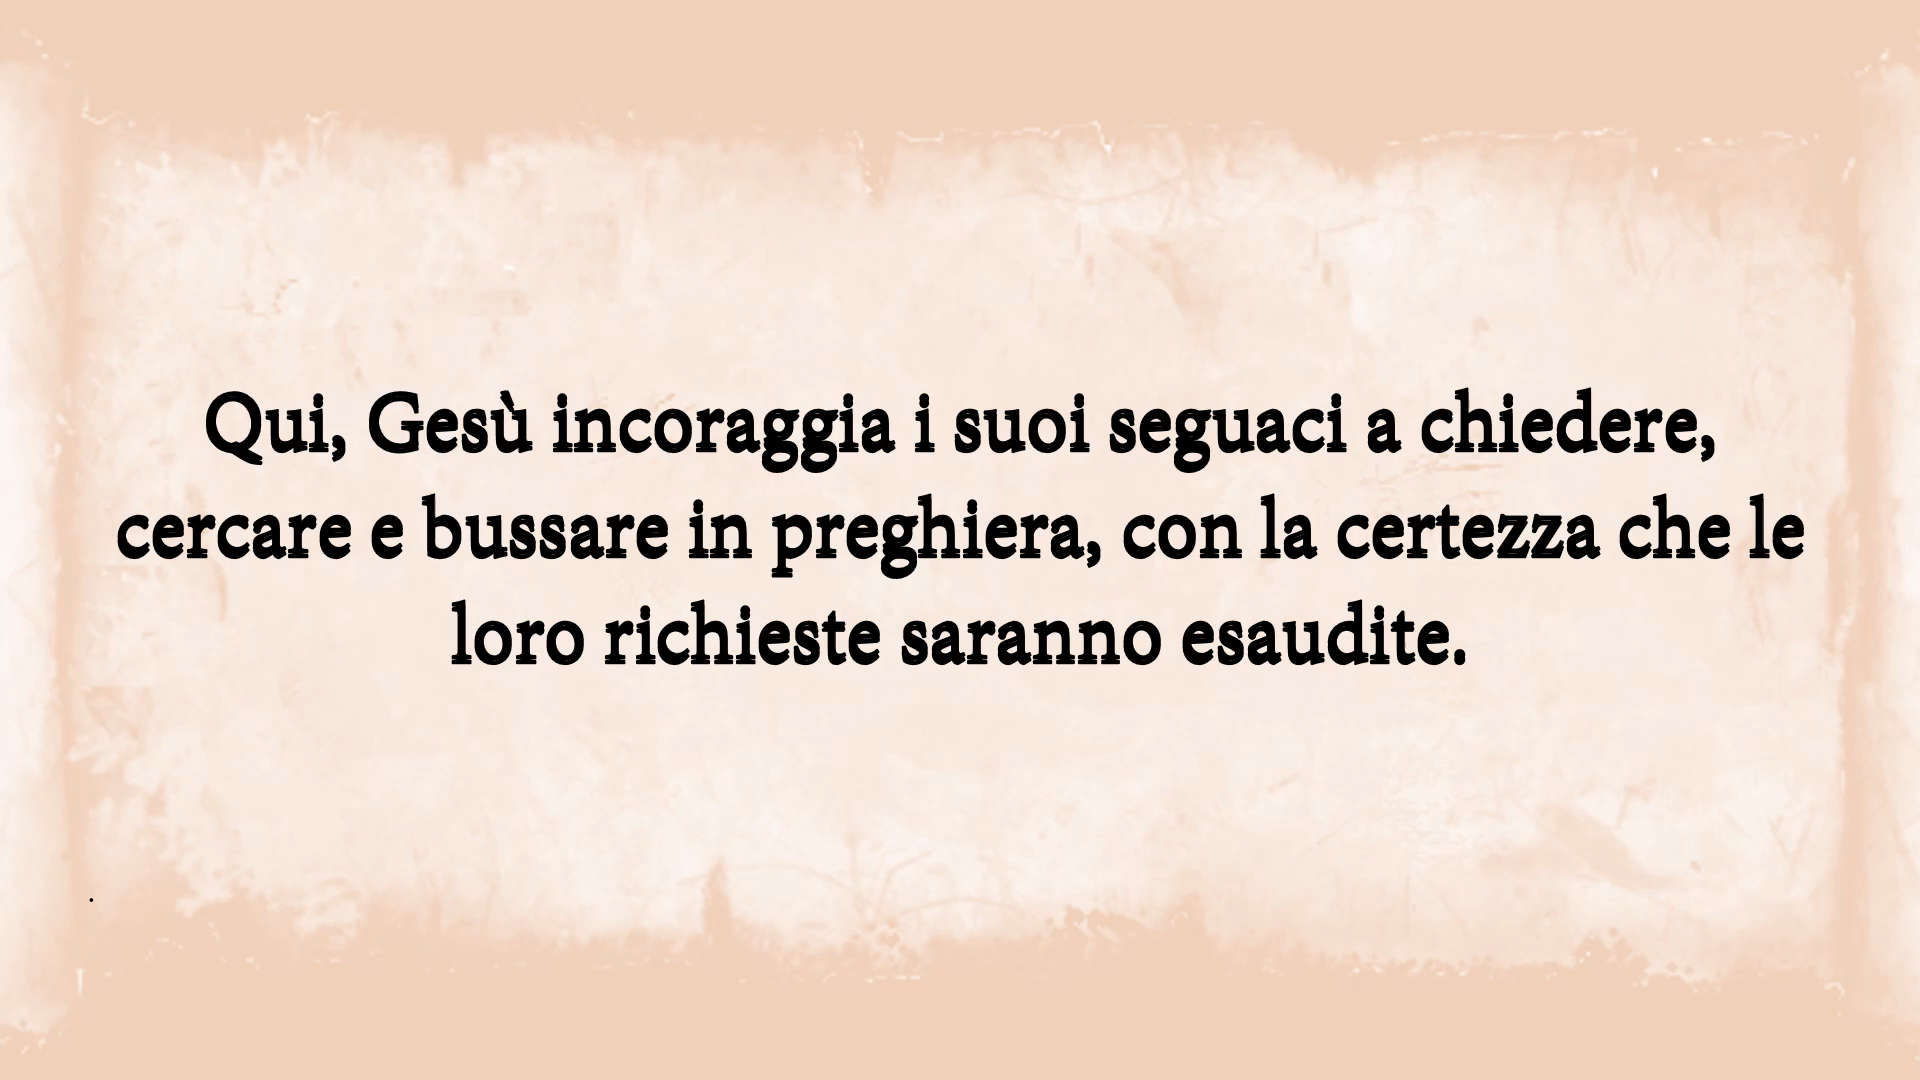 Qui, Gesù incoraggia i suoi seguaci a chiedere,
cercare e bussare in preghiera, con la certezza che le
loro richieste saranno esaudite.
.